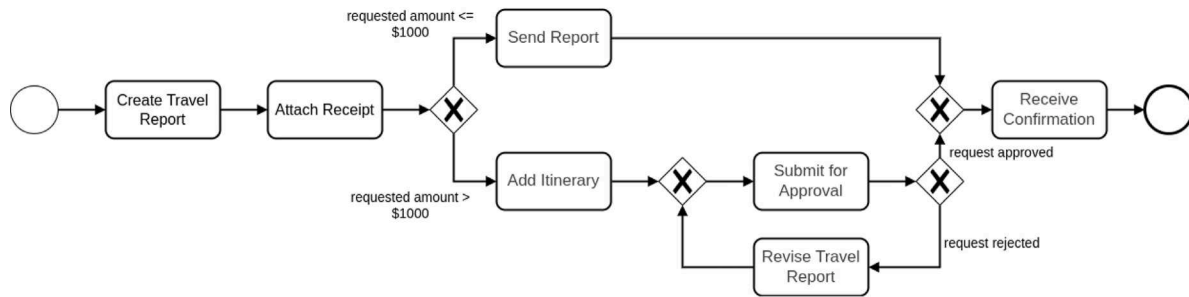 requested amount <=
$1000
Send Report
Create Travel
Report
Attach Receipt
Receive
Confirmation
request approved
requested amount >
$1000
Add Itinerary
Submit for
Approval
Revise Travel
Report
request rejected